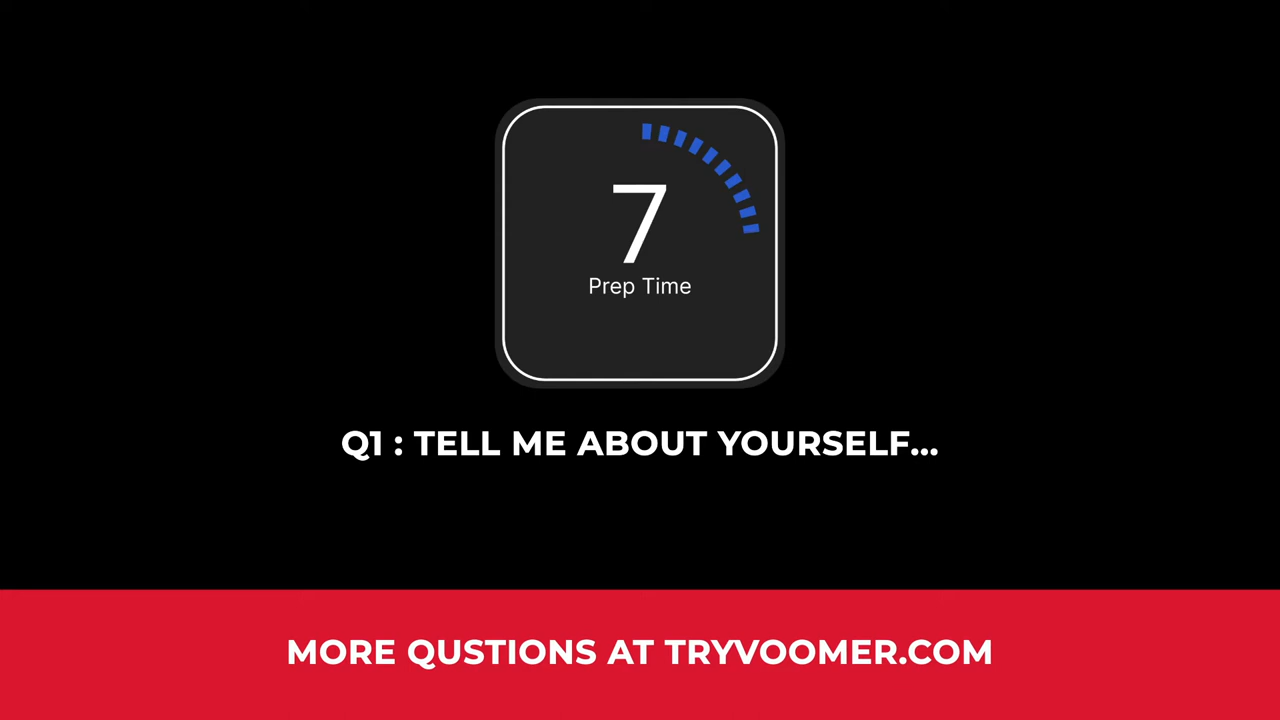 7
Prep Time
Q1 : TELL ME ABOUT YOURSELF...
MORE QUSTIONS AT TRYVOOMER.COM